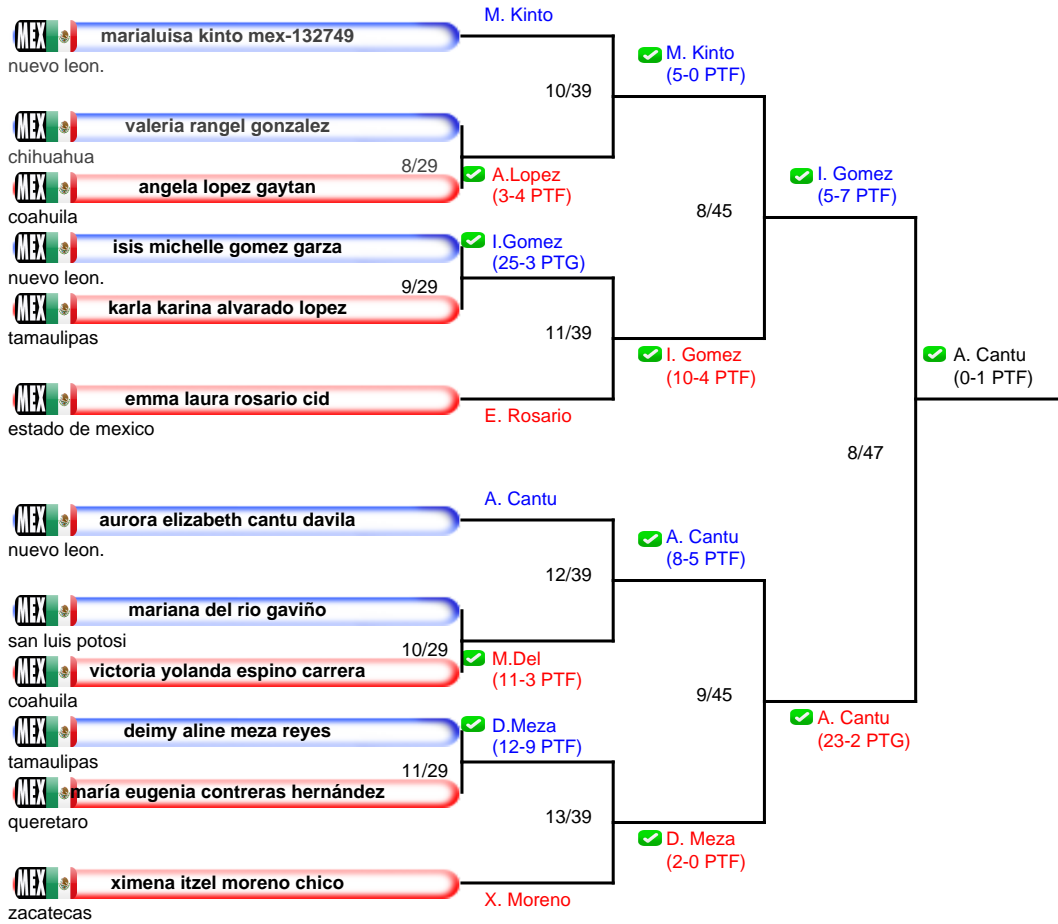 M. Kinto
MEX marialuisa kinto mex-132749
nuevo leon.
M. Kinto
(5-0 PTF)
10/39
MEX valeria rangel gonzalez
chihuahua
8/29
A.Lopez
(3-4 PTF)
MEX angela lopez gaytan
coahuila
I. Gomez
(5-7 PTF)
8/45
MEX isis michelle gomez garza
nuevo leon.
I.Gomez
(25-3 PTG)
9/29
MEX karla karina alvarado lopez
tamaulipas
11/39
I. Gomez
(10-4 PTF)
A. Cantu
(0-1 PTF)
MEX emma laura rosario cid
estado de mexico
E. Rosario
8/47
A. Cantu
MEX aurora elizabeth cantu davila
nuevo leon.
A. Cantu
(8-5 PTF)
12/39
MEX mariana del rio gaviño
san luis potosi
10/29
M.Del
(11-3 PTF)
MEX victoria yolanda espino carrera
coahuila
9/45
A. Cantu
(23-2 PTG)
MEX deimy aline meza reyes
tamaulipas
D.Meza
(12-9 PTF)
11/29
MEX maría eugenia contreras hernández
queretaro
13/39
D. Meza
(2-0 PTF)
MEX ximena itzel moreno chico
zacatecas
X. Moreno